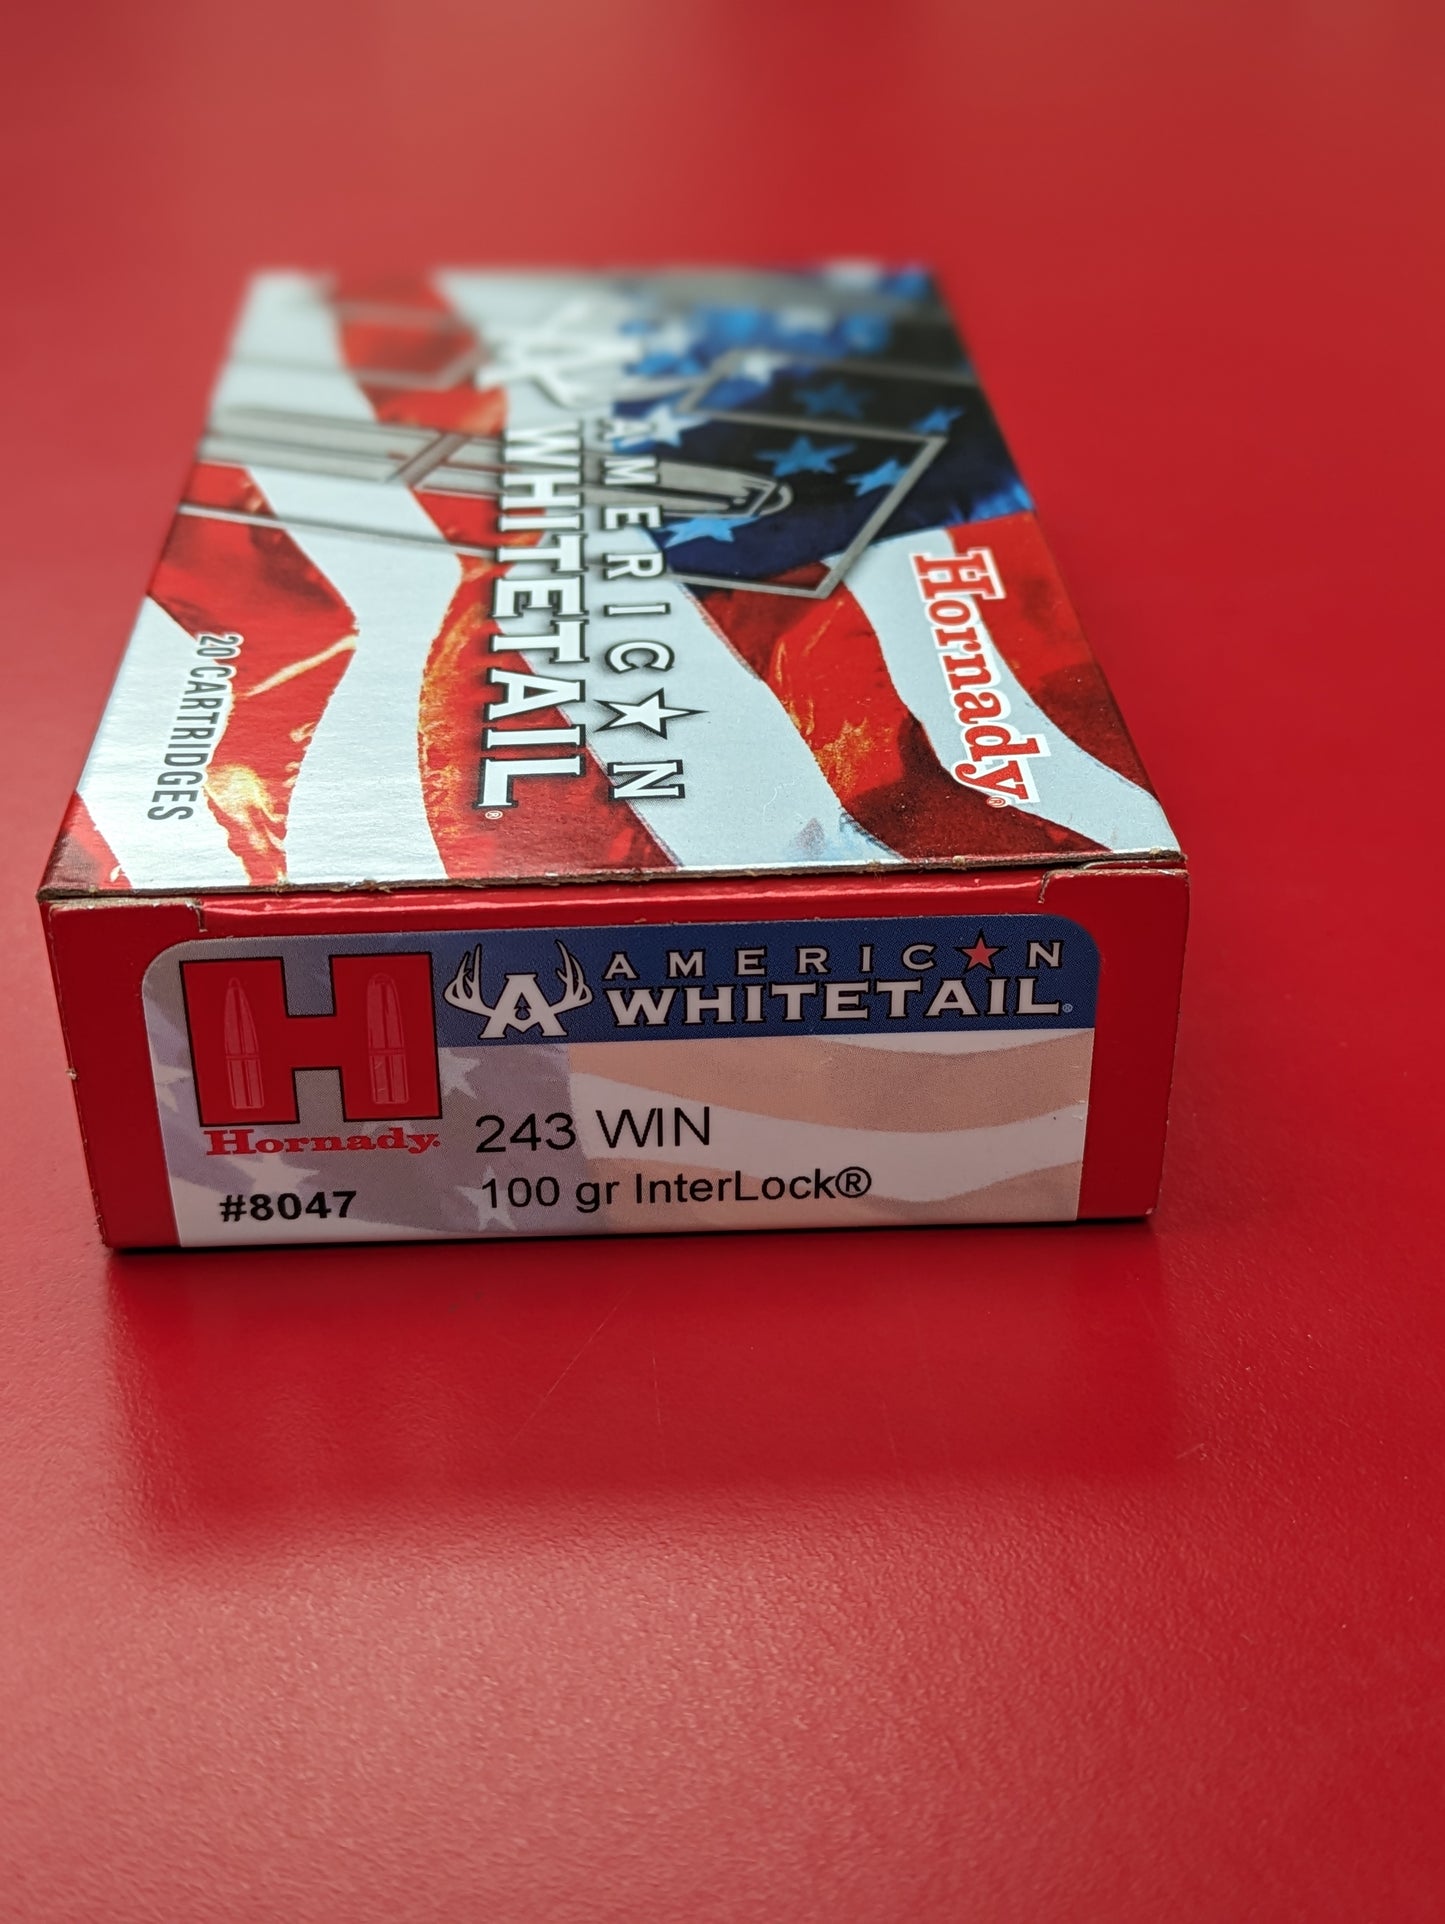 Hornady®
AMERICAN
WHITETAIL®
20 CARTRIDGES
H
Hornady.
A
AMERICAN
WHITETAIL®
243 WIN
100 gr InterLock®
#8047